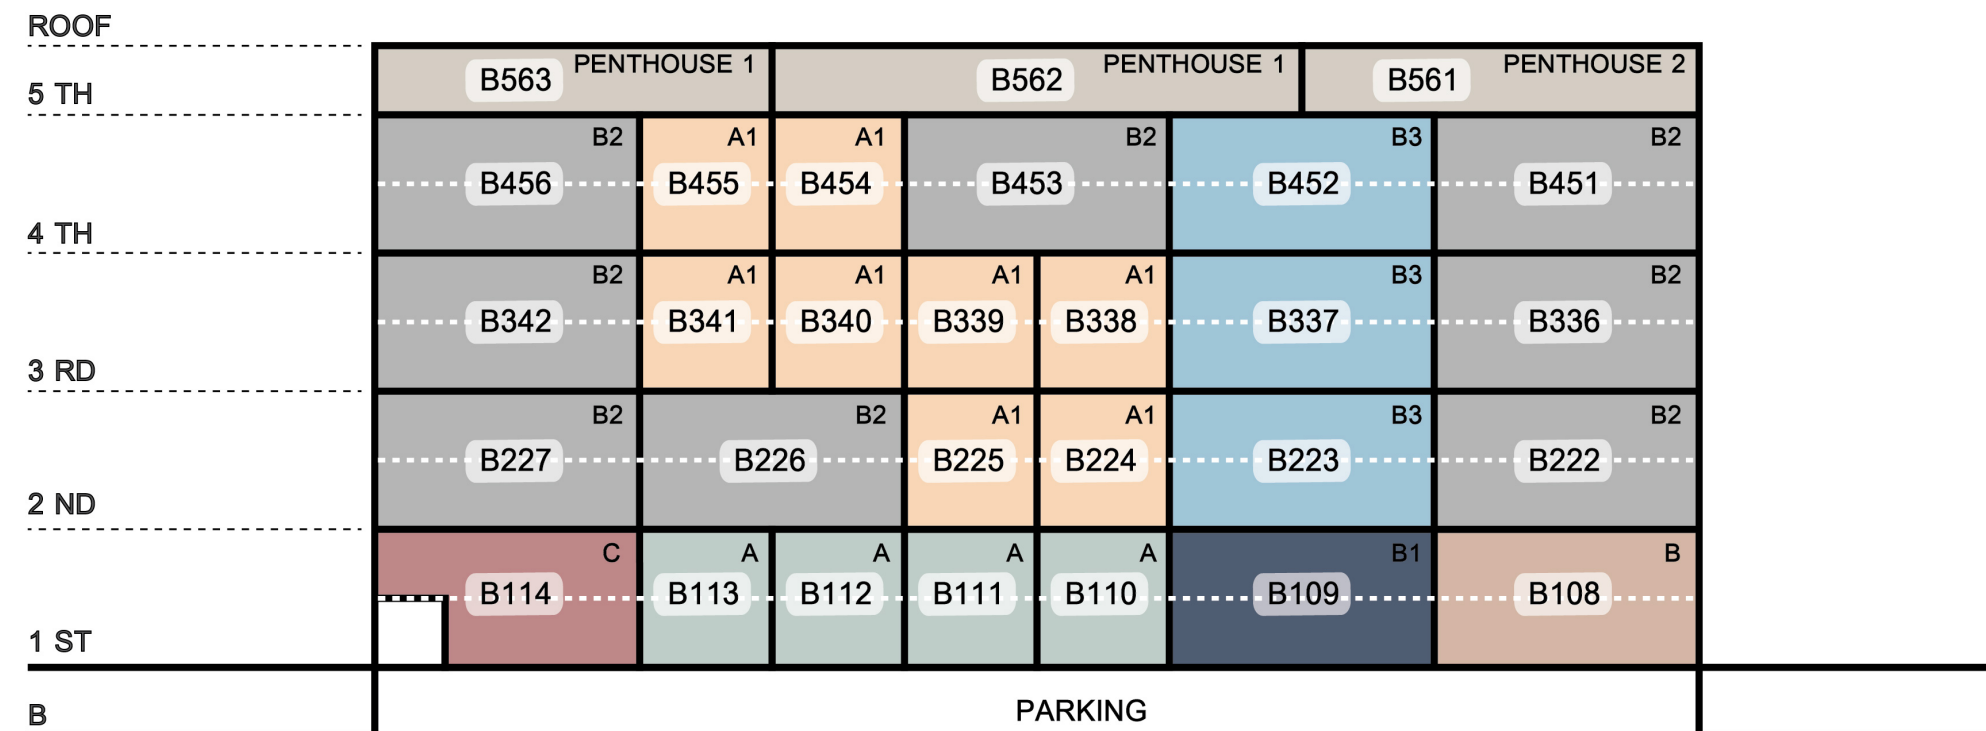 ROOF
PENTHOUSE 1 PENTHOUSE 1 PENTHOUSE 2
B563 B562 B561
5 TH
B2 A1 A1 B2 B3 B2
B456 B455 B454 B453 B452 B451
4 TH
B2 A1 A1 A1 A1 B3 B2
B342 B341 B340 B339 B338 B337 B336
3 RD
B2 B2 A1 A1 B3 B2
B227 B226 B225 B224 B223 B222
2 ND
C A A A A B1 B
B114 B113 B112 B111 B110 B109 B108
1 ST
B PARKING